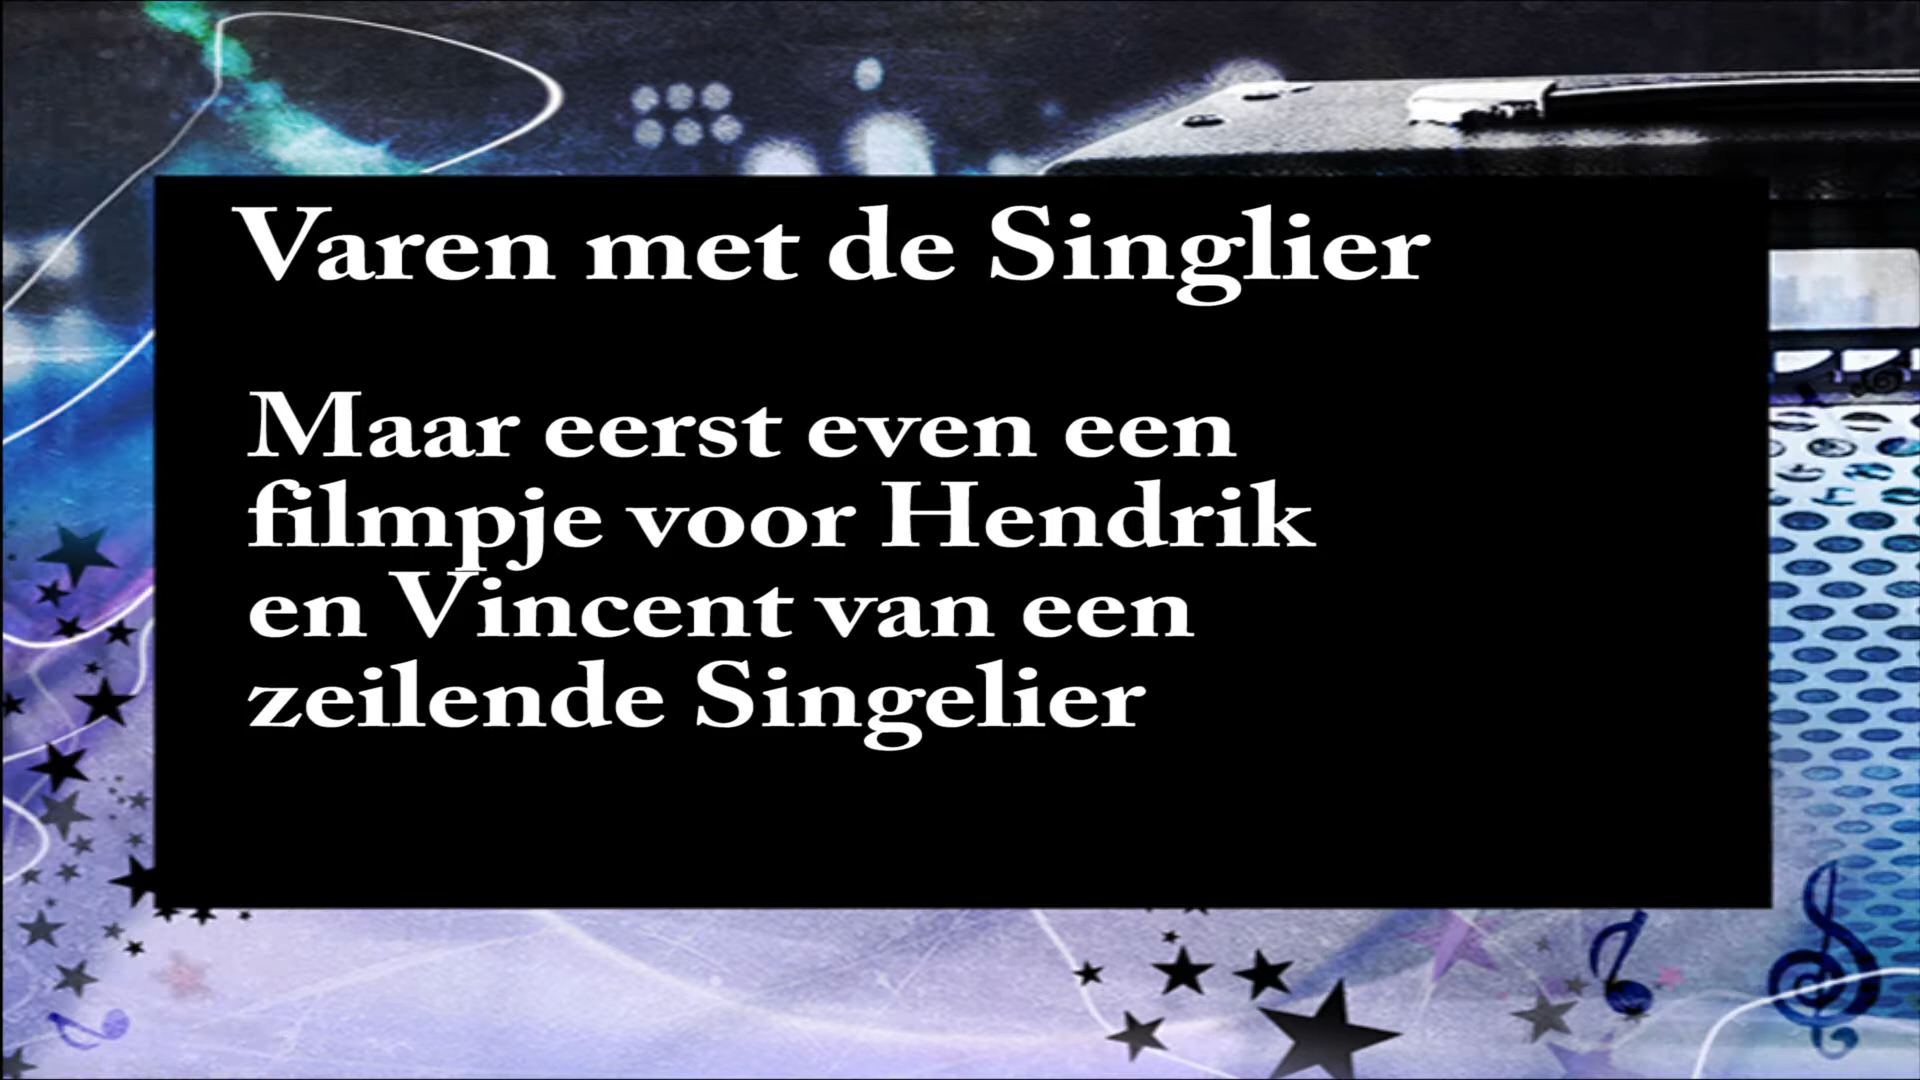 Varen met de Singlier
Maar eerst even een
filmpje voor Hendrik
en Vincent van een
zeilende Singelier